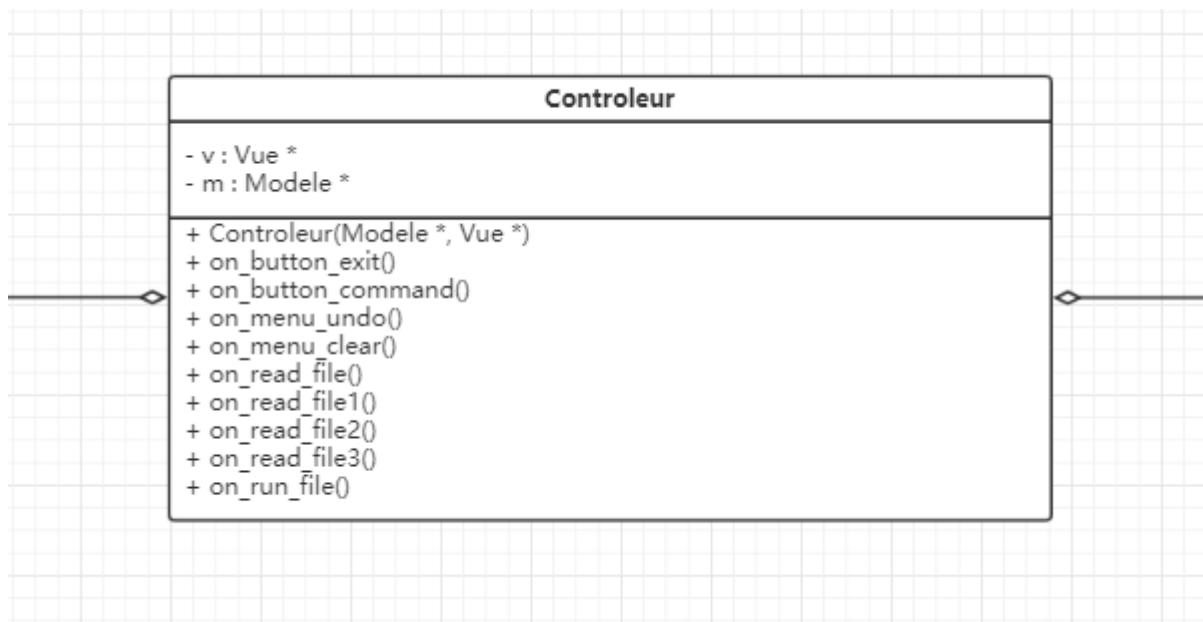 Controleur
- v : Vue *
- m : Modele *
+ Controleur(Modele *, Vue *)
+ on_button_exit()
+ on_button_command()
+ on_menu_undo()
+ on_menu_clear()
+ on_read_file()
+ on_read_file1()
+ on_read_file2()
+ on_read_file3()
+ on_run_file()